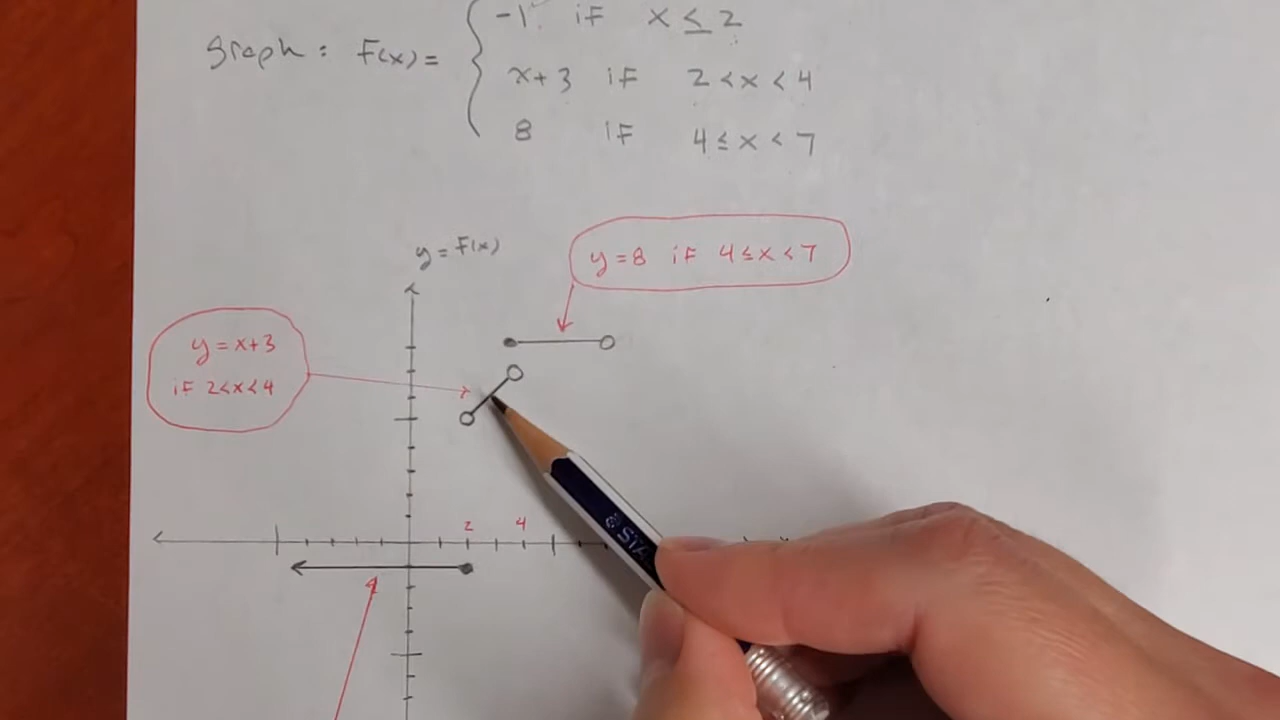 -1 if x ≤ 2
Graph: F(x)=
x+3 if 2<x<4
8 if 4≤x<7
y=F(x)
y=8 if 4≤x<7
y=x+3
if 2<x<4
2 4
STA